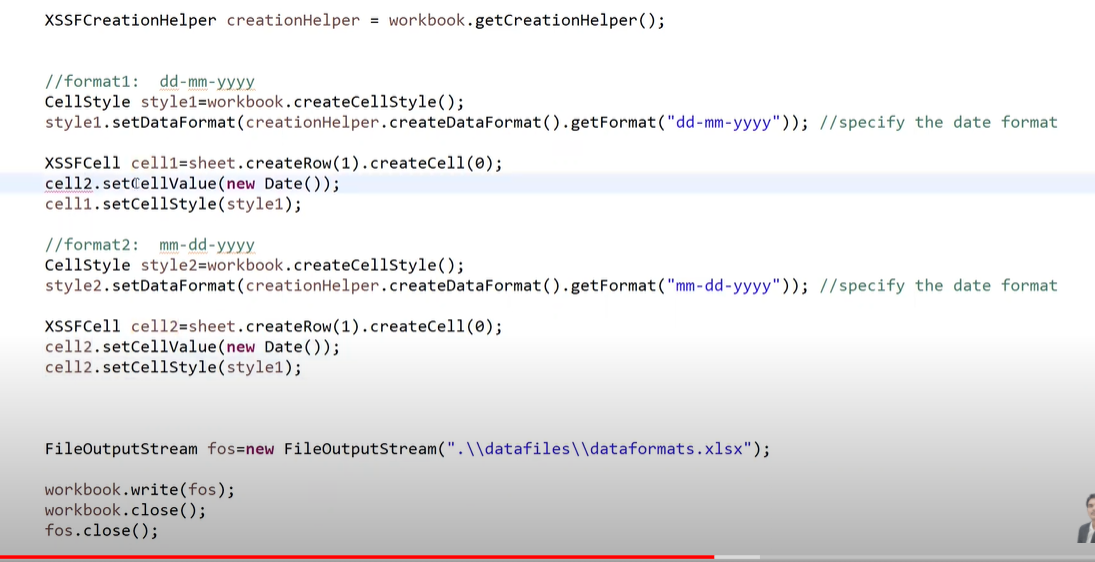 XSSFCreationHelper creationHelper = workbook.getCreationHelper();
//format1:  dd-mm-yyyy
CellStyle style1=workbook.createCellStyle();
style1.setDataFormat(creationHelper.createDataFormat().getFormat("dd-mm-yyyy")); //specify the date format
XSSFCell cell1=sheet.createRow(1).createCell(0);
cell2.setCellValue(new Date());
cell1.setCellStyle(style1);
//format2:  mm-dd-yyyy
CellStyle style2=workbook.createCellStyle();
style2.setDataFormat(creationHelper.createDataFormat().getFormat("mm-dd-yyyy")); //specify the date format
XSSFCell cell2=sheet.createRow(1).createCell(0);
cell2.setCellValue(new Date());
cell2.setCellStyle(style1);
FileOutputStream fos=new FileOutputStream(".\\datafiles\\dataformats.xlsx");
workbook.write(fos);
workbook.close();
fos.close();